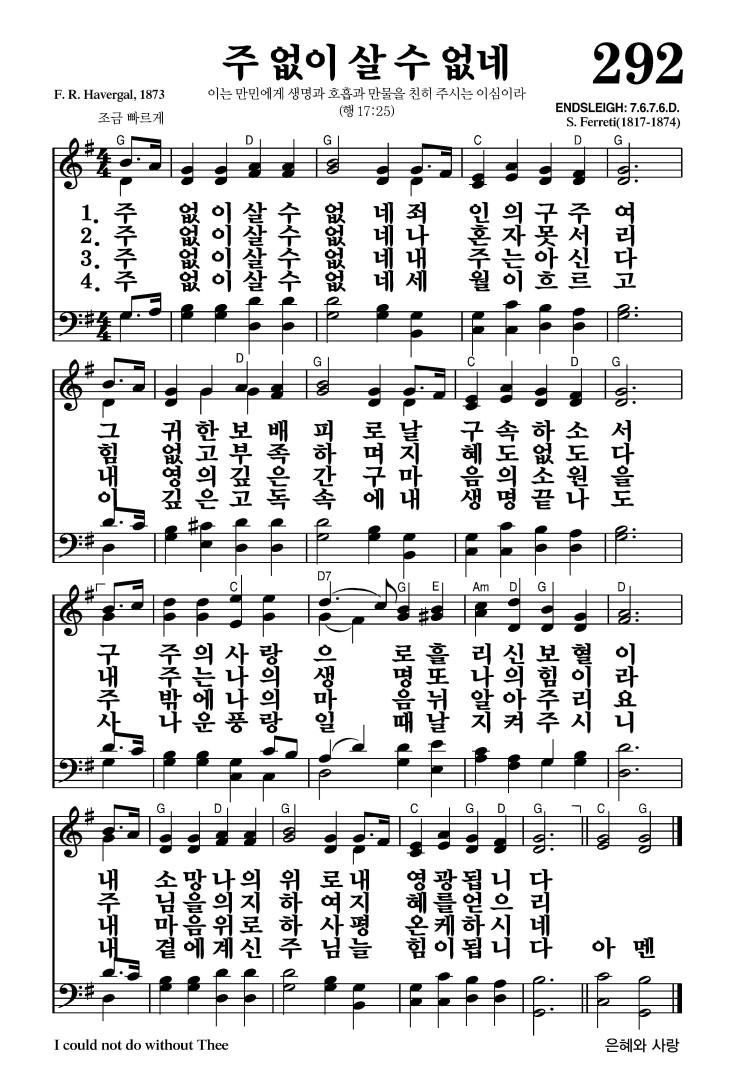 주 없이 살 수 없네
292
F. R. Havergal, 1873
이는 만민에게 생명과 호흡과 만물을 친히 주시는 이심이라
(행 17:25)
ENDSLEIGH: 7.6.7.6.D.
S. Ferreti(1817-1874)
조금 빠르게
G D G C D G
1. 주 없 이 살 수 없 네 죄 인 의 구 주 여
2. 주 없 이 살 수 없 네 나 혼 자 못 서 리
3. 주 없 이 살 수 없 네 내 주 는 아 신 다
4. 주 없 이 살 수 없 네 세 월 이 흐 르 고
D G C D G
그 귀 한 보 배 피 로 날 구 속 하 소 서
힘 없 고 부 족 하 며 지 혜 도 없 도 다
내 영 의 깊 은 간 구 마 음 의 소 원 을
이 깊 은 고 독 속 에 내 생 명 끝 나 도
C D7 G E Am D G D
구 주 의 사 랑 으 로 흘 리 신 보 혈 이
내 주 는 나 의 생 명 또 나 의 힘 이 라
주 밖 에 나 의 마 음 뉘 알 아 주 리 요
사 나 운 풍 랑 일 때 날 지 켜 주 시 니
G D G C G D G C G
내 소 망 나 의 위 로 내 영 광 됩 니 다
주 님 을 의 지 하 여 지 혜 를 얻 으 리
내 마 음 위 로 하 사 평 온 케 하 시 네
내 곁 에 계 신 주 님 늘 힘 이 됩 니 다 아 멘
I could not do without Thee
은혜와 사랑